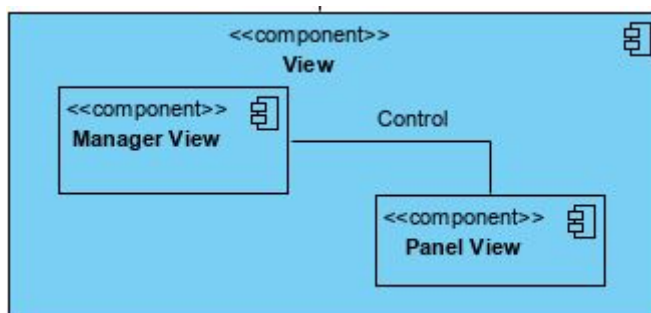 <<component>>
View
<<component>>
Manager View
Control
<<component>>
Panel View